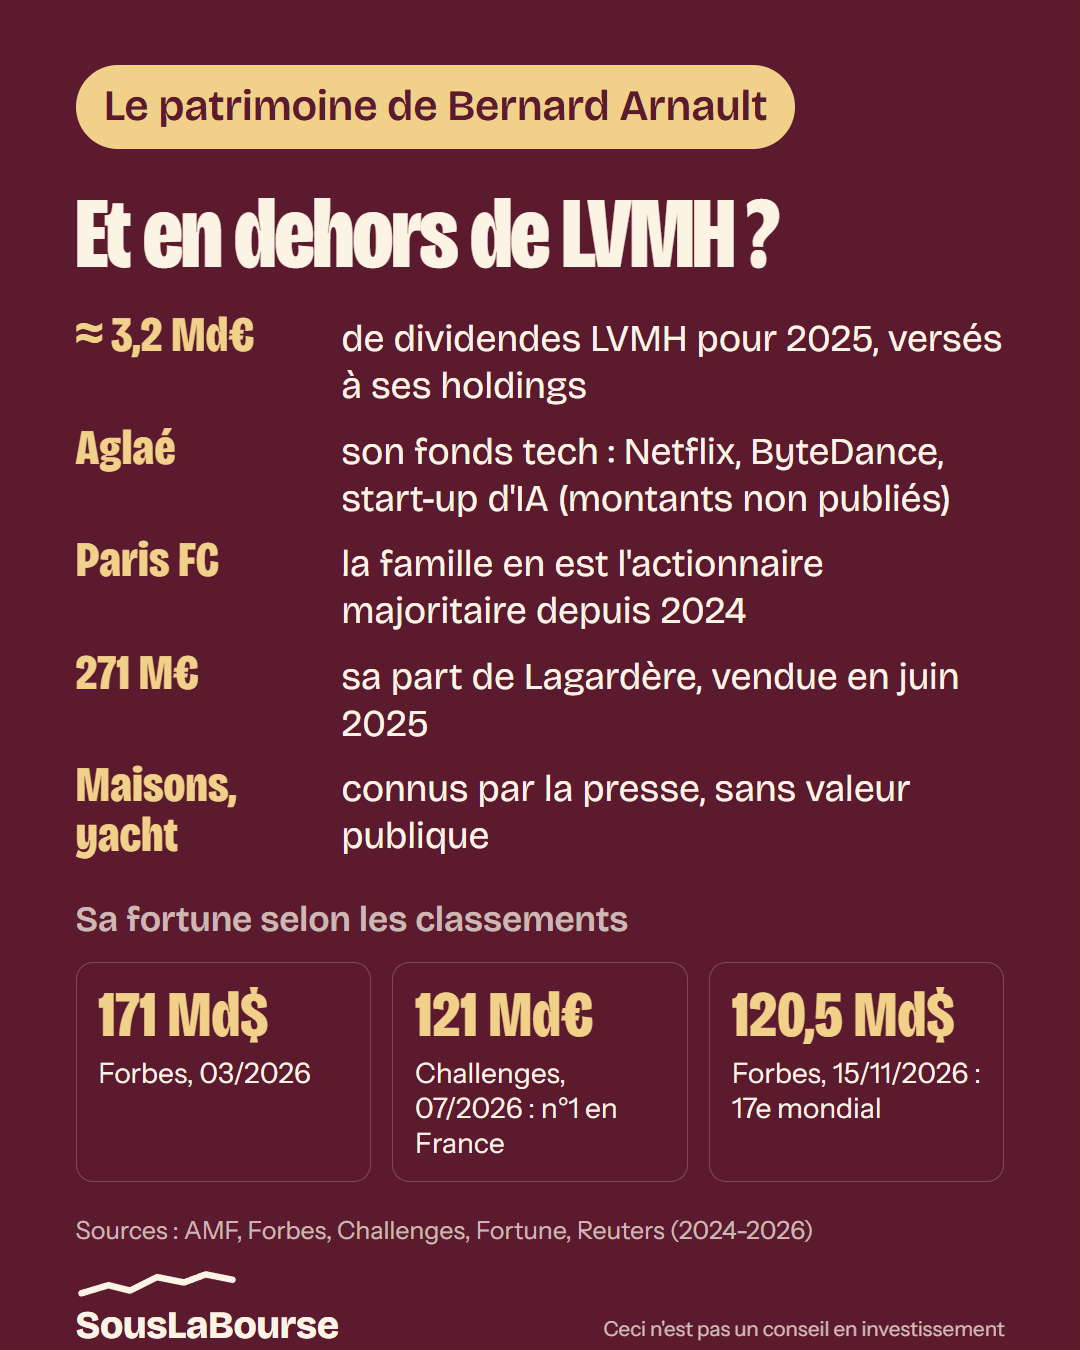 Le patrimoine de Bernard Arnault
Et en dehors de LVMH ?
≈ 3,2 Md€
de dividendes LVMH pour 2025, versés
à ses holdings
Aglaé
son fonds tech : Netflix, ByteDance,
start-up d'IA (montants non publiés)
Paris FC
la famille en est l'actionnaire
majoritaire depuis 2024
271 M€
sa part de Lagardère, vendue en juin
2025
Maisons,
yacht
connus par la presse, sans valeur
publique
Sa fortune selon les classements
171 Md$
Forbes, 03/2026
121 Md€
Challenges,
07/2026 : n°1 en
France
120,5 Md$
Forbes, 15/11/2026 :
17e mondial
Sources : AMF, Forbes, Challenges, Fortune, Reuters (2024-2026)
SousLaBourse
Ceci n'est pas un conseil en investissement